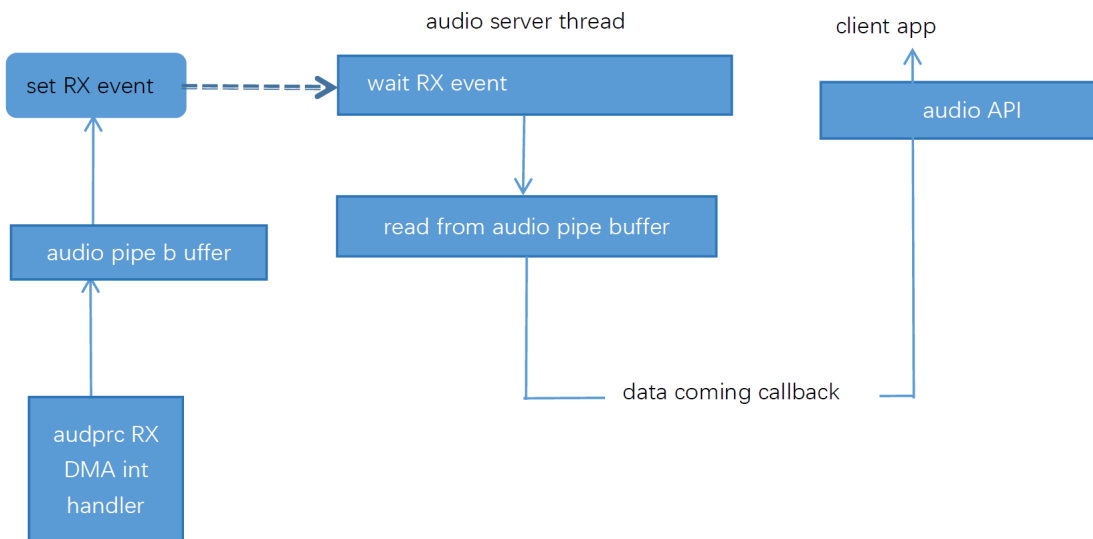 audio server thread
client app
set RX event
wait RX event
audio API
read from audio pipe buffer
audio pipe b uffer
data coming callback
audprc RX
DMA int
handler